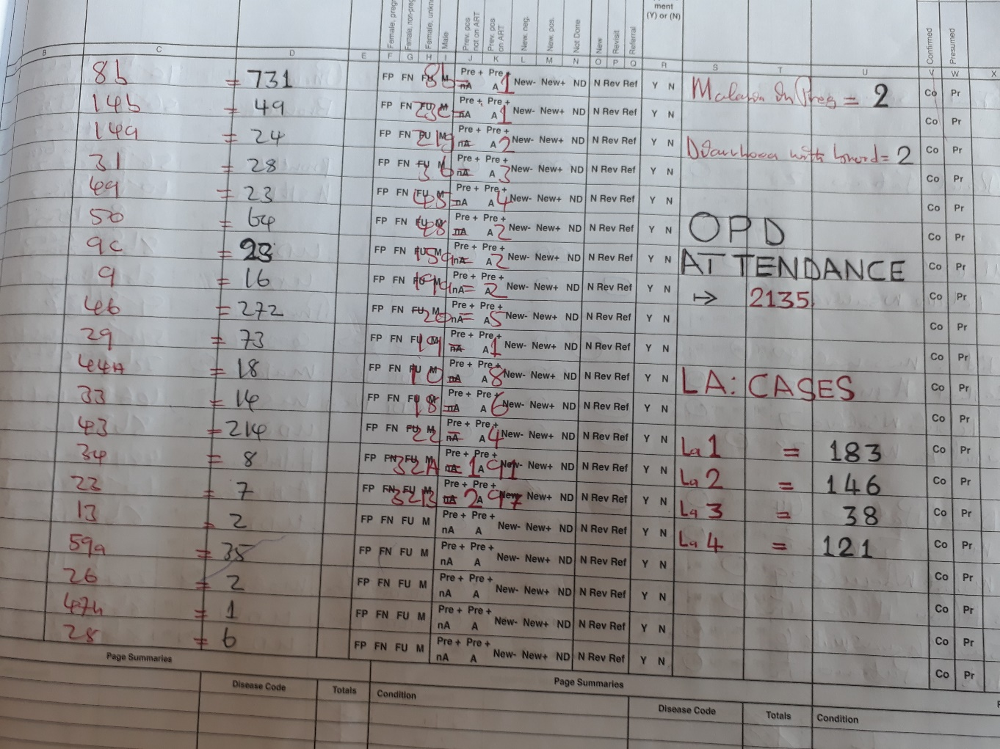 ment
(Y) or (N)
Female, preg
Female, non-preg
Female, unkn
Male
Prev. pos not on ART
Prev. pos on ART
New. neg.
New. pos.
Not Done
New
Revisit
Referral
Confirmed
Presumed
B C D E F G H I J K L M N O P Q R S T U V W X
8b = 731 FP FN FU M Pre + nA Pre + A New- New+ ND N Rev Ref Y N Malaria In Preg = 2 Co Pr
14b = 49 FP FN FU M Pre + nA Pre + A 1 New- New+ ND N Rev Ref Y N Co Pr
14a = 24 FP FN FU M Pre + nA Pre + A 2 New- New+ ND N Rev Ref Y N Diarrhoea with = 2 Co Pr
31 = 28 FP FN FU M 36 = Pre + nA Pre + A 3 New- New+ ND N Rev Ref Y N Co Pr
49 = 23 FP FN FU M 45 = Pre + nA Pre + A 4 New- New+ ND N Rev Ref Y N Co Pr
50 = 64 FP FN FU M 48 = Pre + nA Pre + A 2 New- New+ ND N Rev Ref Y N OPD Co Pr
9c = 23 FP FN FU M 59a = Pre + nA Pre + A 2 New- New+ ND N Rev Ref Y N ATTENDANCE Co Pr
9 = 16 FP FN FU M 19a = Pre + nA Pre + A 2 New- New+ ND N Rev Ref Y N → 2135 Co Pr
46 = 272 FP FN FU M 20 = Pre + nA Pre + A 5 New- New+ ND N Rev Ref Y N Co Pr
29 = 73 FP FN FU M 19 = Pre + nA Pre + A 1 New- New+ ND N Rev Ref Y N Co Pr
44A = 18 FP FN FU M 10 = Pre + nA Pre + A 8 New- New+ ND N Rev Ref Y N LA: CASES Co Pr
33 = 14 FP FN FU M 18 = Pre + nA Pre + A 6 New- New+ ND N Rev Ref Y N Co Pr
43 = 214 FP FN FU M 22 = Pre + nA Pre + A 4 New- New+ ND N Rev Ref Y N La 1 = 183 Co Pr
34 = 8 FP FN FU M 32A = 191 Pre + nA Pre + A New- New+ ND N Rev Ref Y N La 2 = 146 Co Pr
22 = 7 FP FN FU M 32B = 297 Pre + nA Pre + A New- New+ ND N Rev Ref Y N La 3 = 38 Co Pr
13 = 2 FP FN FU M Pre + nA Pre + A New- New+ ND N Rev Ref Y N La 4 = 121 Co Pr
59a = 35 FP FN FU M Pre + nA Pre + A New- New+ ND N Rev Ref Y N Co Pr
26 = 2 FP FN FU M Pre + nA Pre + A New- New+ ND N Rev Ref Y N Co Pr
47h = 1 FP FN FU M Pre + nA Pre + A New- New+ ND N Rev Ref Y N Co Pr
28 = 6 FP FN FU M Pre + nA Pre + A New- New+ ND N Rev Ref Y N Co Pr
Page Summaries Page Summaries
Disease Code Totals Condition Disease Code Totals Condition